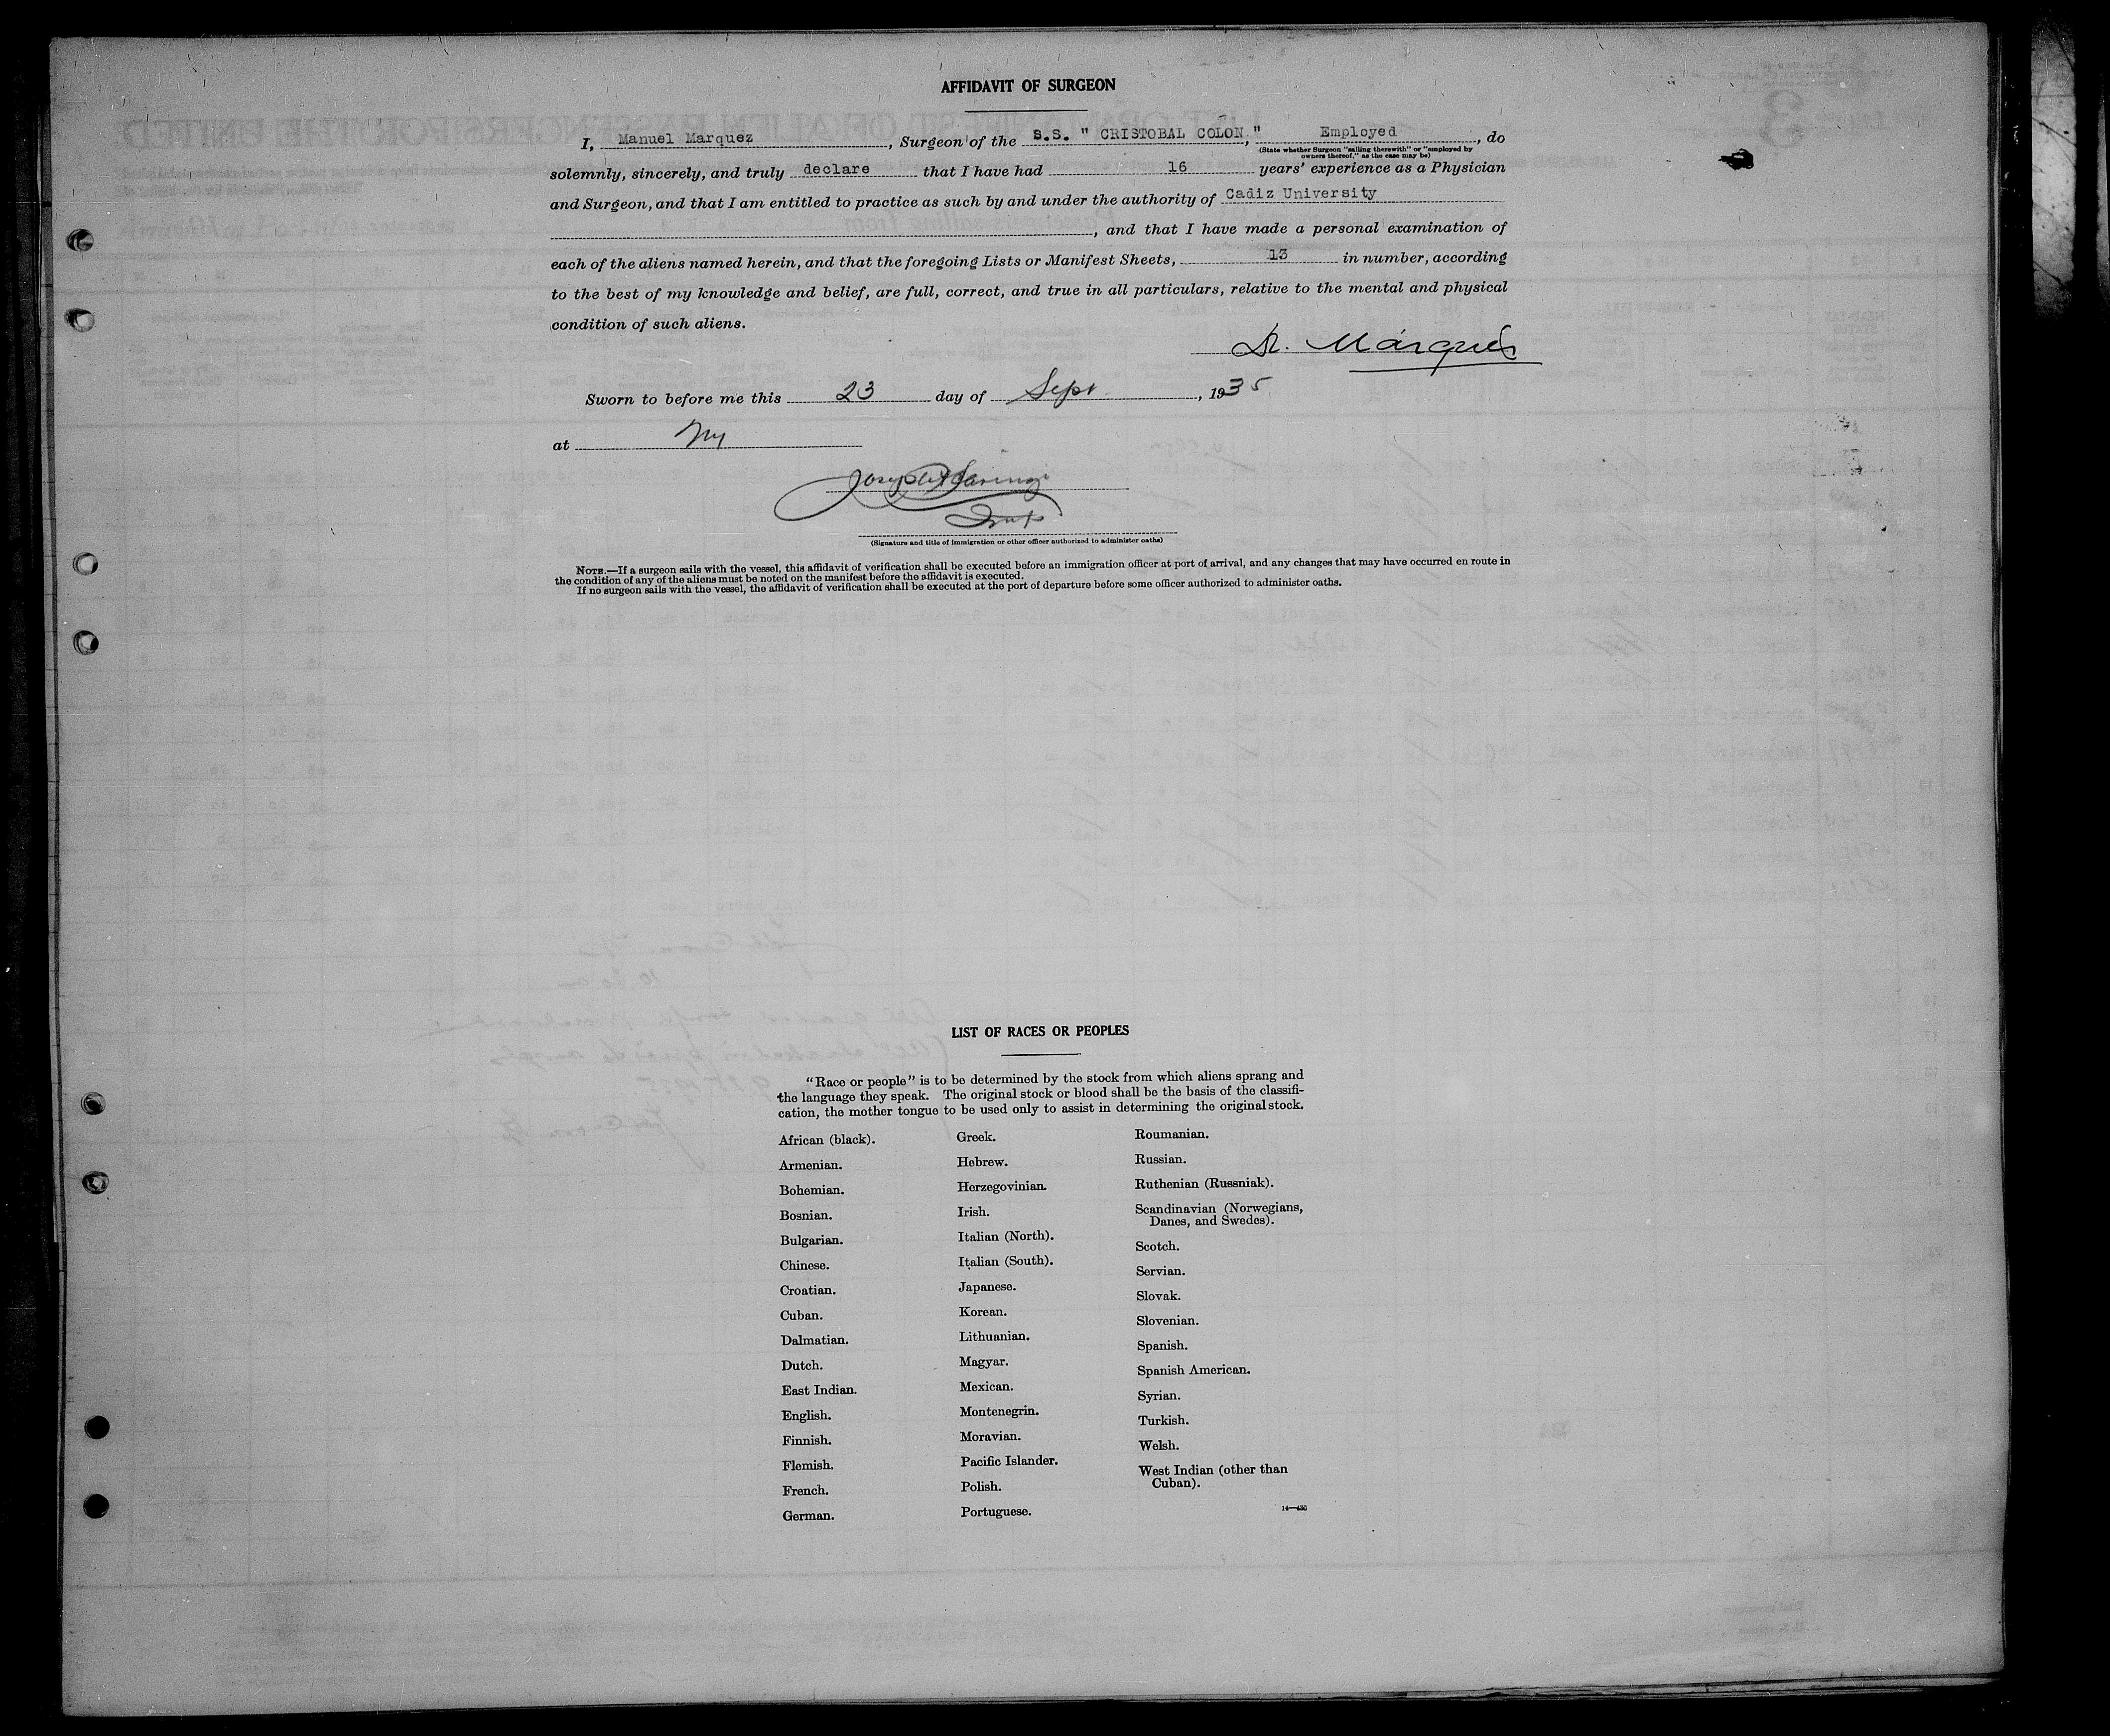 AFFIDAVIT OF SURGEON
I, Manuel Marquez, Surgeon of the S.S. " CRISTOBAL COLON, " Employed, do
(State whether Surgeon "sailing therewith" or "employed by
owners thereof," as the case may be)
solemnly, sincerely, and truly declare that I have had 16 years' experience as a Physician
and Surgeon, and that I am entitled to practice as such by and under the authority of Cadiz University
, and that I have made a personal examination of
each of the aliens named herein, and that the foregoing Lists or Manifest Sheets, 13 in number, according
to the best of my knowledge and belief, are full, correct, and true in all particulars, relative to the mental and physical
condition of such aliens.
Dr. Márquez
Sworn to before me this 23 day of Sept, 1935
at NY
Joseph
(Signature and title of immigration or other officer authorized to administer oaths)
NOTE.—If a surgeon sails with the vessel, this affidavit of verification shall be executed before an immigration officer at port of arrival, and any changes that may have occurred en route in
the condition of any of the aliens must be noted on the manifest before the affidavit is executed.
If no surgeon sails with the vessel, the affidavit of verification shall be executed at the port of departure before some officer authorized to administer oaths.
LIST OF RACES OR PEOPLES
"Race or people" is to be determined by the stock from which aliens sprang and
the language they speak. The original stock or blood shall be the basis of the classifi-
cation, the mother tongue to be used only to assist in determining the original stock.
African (black).
Armenian.
Bohemian.
Bosnian.
Bulgarian.
Chinese.
Croatian.
Cuban.
Dalmatian.
Dutch.
East Indian.
English.
Finnish.
Flemish.
French.
German.
Greek.
Hebrew.
Herzegovinian.
Irish.
Italian (North).
Italian (South).
Japanese.
Korean.
Lithuanian.
Magyar.
Mexican.
Montenegrin.
Moravian.
Pacific Islander.
Polish.
Portuguese.
Roumanian.
Russian.
Ruthenian (Russniak).
Scandinavian (Norwegians,
Danes, and Swedes).
Scotch.
Servian.
Slovak.
Slovenian.
Spanish.
Spanish American.
Syrian.
Turkish.
Welsh.
West Indian (other than
Cuban).
14—430